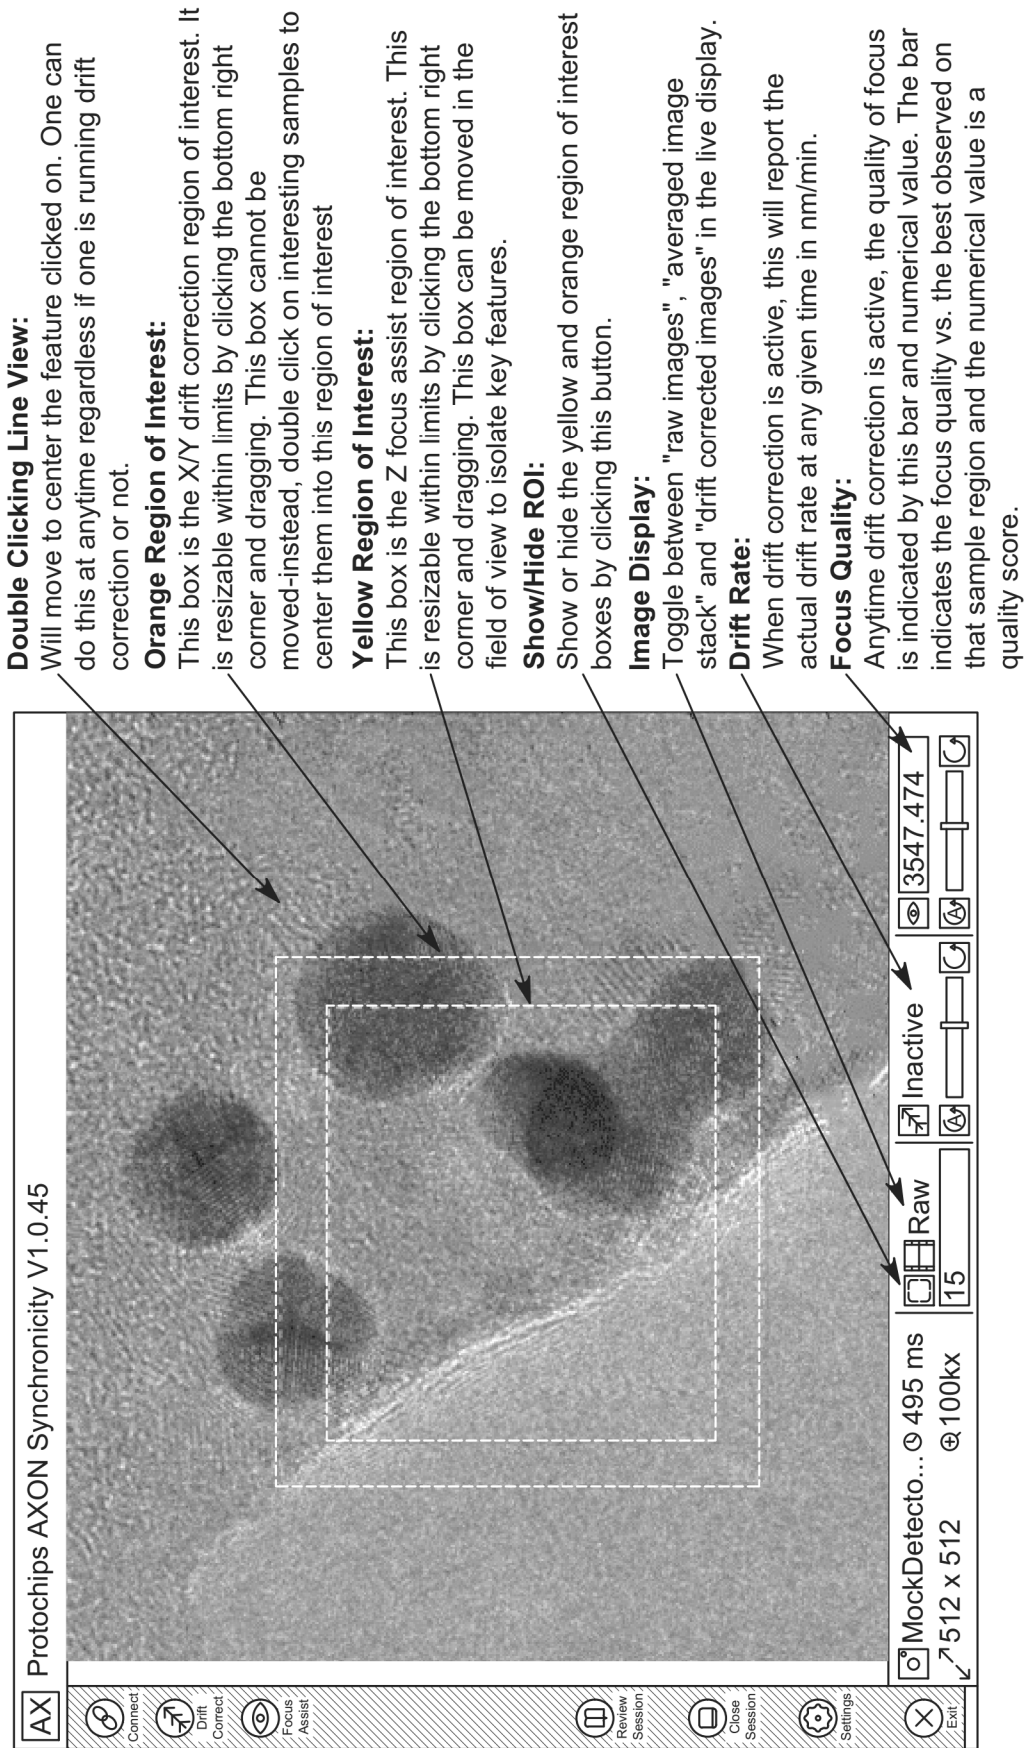 AX Protochips AXON Synchronicity V1.0.45
Connect
Drift
Correct
Focus
Assist
Review
Session
Close
Session
Settings
Exit
MockDetecto... 495 ms
512 x 512 100kx
Raw
15
Inactive
A
3547.474
A
Double Clicking Line View:
Will move to center the feature clicked on. One can
do this at anytime regardless if one is running drift
correction or not.
Orange Region of Interest:
This box is the X/Y drift correction region of interest. It
is resizable within limits by clicking the bottom right
corner and dragging. This box cannot be
moved-instead, double click on interesting samples to
center them into this region of interest
Yellow Region of Interest:
This box is the Z focus assist region of interest. This
is resizable within limits by clicking the bottom right
corner and dragging. This box can be moved in the
field of view to isolate key features.
Show/Hide ROI:
Show or hide the yellow and orange region of interest
boxes by clicking this button.
Image Display:
Toggle between "raw images", "averaged image
stack" and "drift corrected images" in the live display.
Drift Rate:
When drift correction is active, this will report the
actual drift rate at any given time in nm/min.
Focus Quality:
Anytime drift correction is active, the quality of focus
is indicated by this bar and numerical value. The bar
indicates the focus quality vs. the best observed on
that sample region and the numerical value is a
quality score.